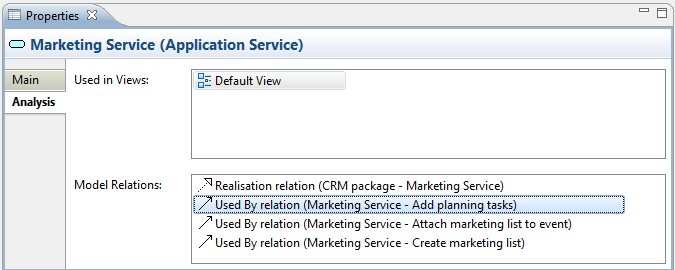 Properties
Marketing Service (Application Service)
Main
Analysis
Used in Views:
Default View
Model Relations:
Realisation relation (CRM package - Marketing Service)
Used By relation (Marketing Service - Add planning tasks)
Used By relation (Marketing Service - Attach marketing list to event)
Used By relation (Marketing Service - Create marketing list)